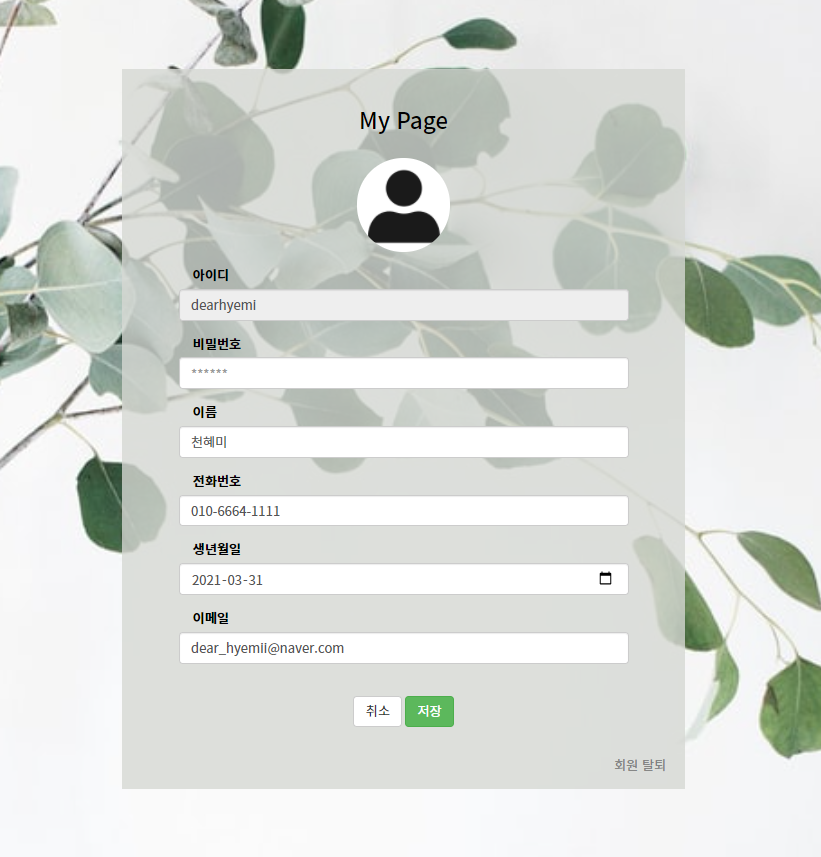 My Page
아이디
dearhyemi
비밀번호
******
이름
천혜미
전화번호
010-6664-1111
생년월일
2021-03-31
이메일
dear_hyemii@naver.com
취소 저장
회원 탈퇴